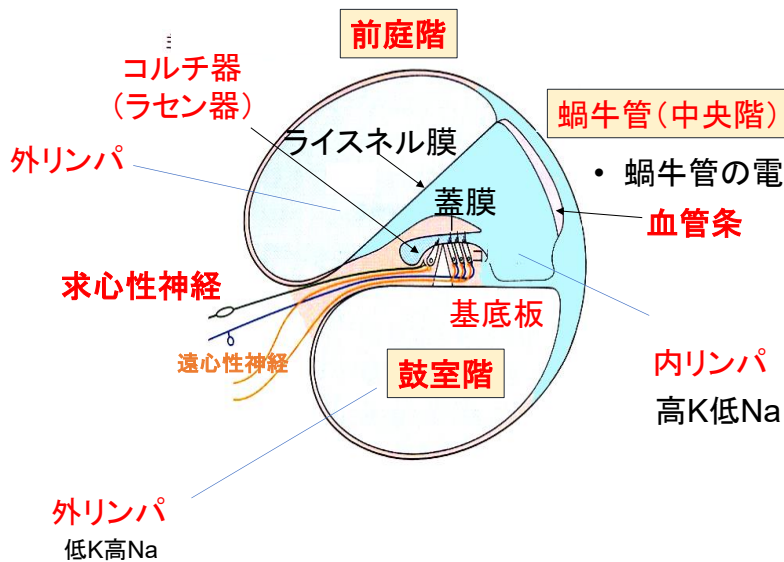 前庭階
コルチ器
（ラセン器）
蝸牛管（中央階）
ライスネル膜
外リンパ
• 蝸牛管の電
蓋膜
血管条
求心性神経
基底板
遠心性神経
鼓室階
内リンパ
高K低Na
外リンパ
低K高Na